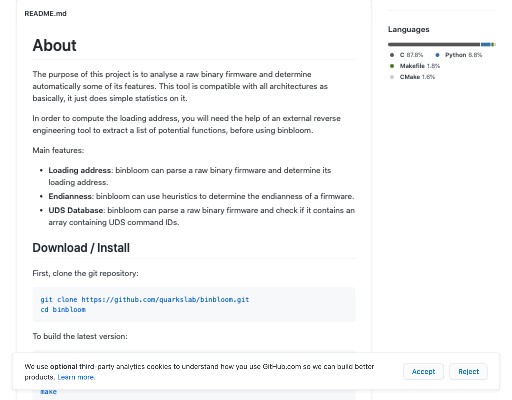 README.md
About
The purpose of this project is to analyse a raw binary firmware and determine
automatically some of its features. This tool is compatible with all architectures as
basically, it just does simple statistics on it.
In order to compute the loading address, you will need the help of an external reverse
engineering tool to extract a list of potential functions, before using binbloom.
Main features:
• Loading address: binbloom can parse a raw binary firmware and determine its
loading address.
• Endianness: binbloom can use heuristics to determine the endianness of a firmware.
• UDS Database: binbloom can parse a raw binary firmware and check if it contains an
array containing UDS command IDs.
Download / Install
First, clone the git repository:
git clone https://github.com/quarkslab/binbloom.git
cd binbloom
To build the latest version:
make
Languages
C 87.8% Python 8.8%
Makefile 1.8%
CMake 1.6%
We use optional third-party analytics cookies to understand how you use GitHub.com so we can build better
products. Learn more.
Accept Reject